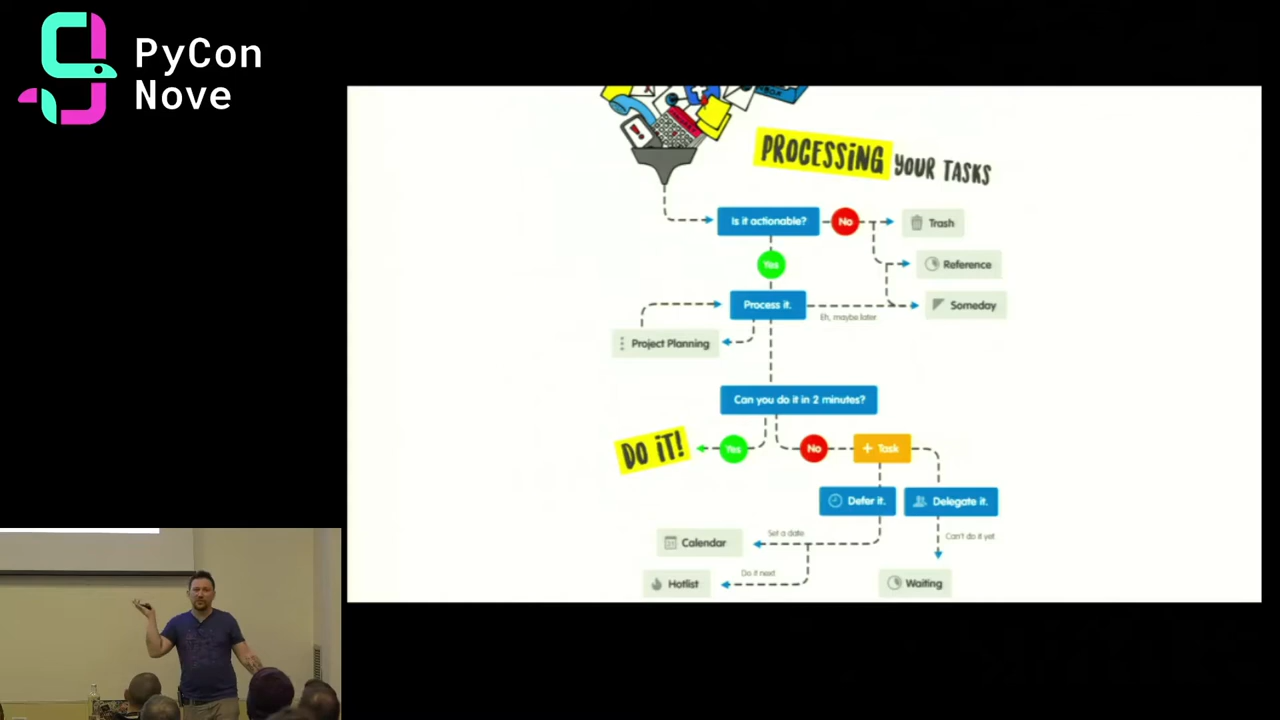 PyCon
Nove
PROCESSING YOUR TASKS
Is it actionable?
No
Trash
Yes
Reference
Process it.
Eh, maybe later
Someday
Project Planning
Can you do it in 2 minutes?
DO IT!
Yes
No
+ Task
Defer it.
Delegate it.
Set a date
Can't do it yet
Calendar
Do it next
Hotlist
Waiting